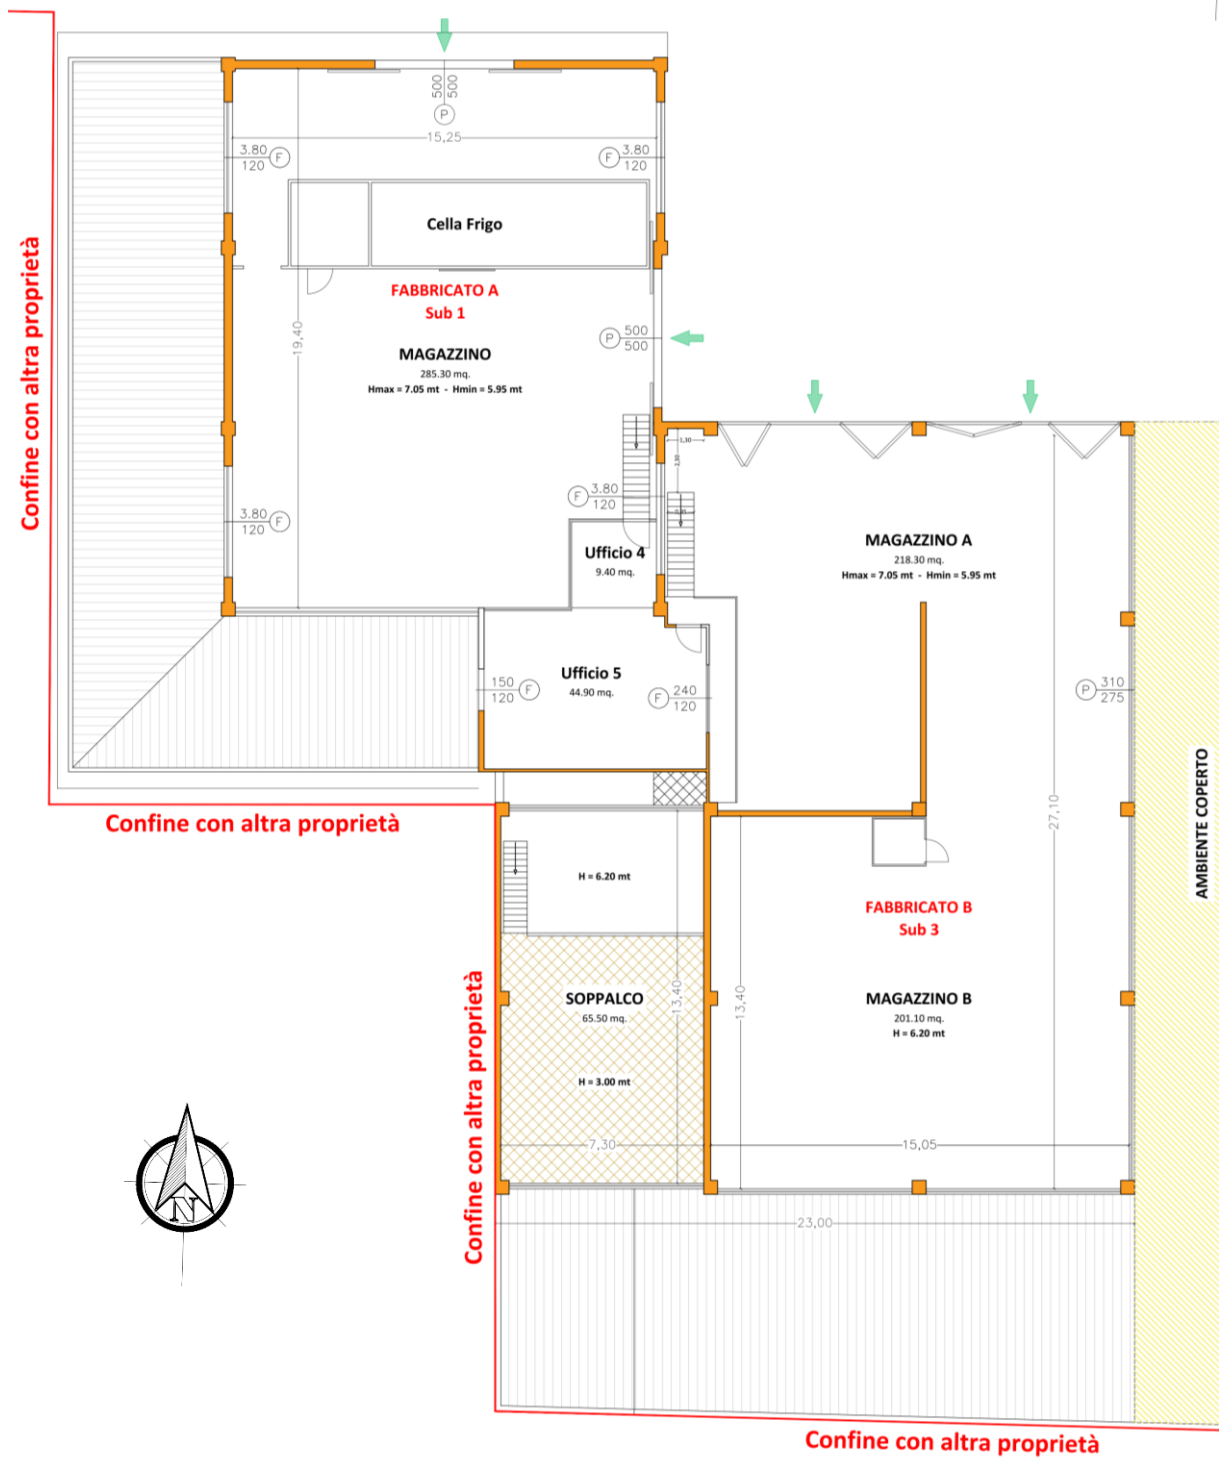 500
500
P
15,25
3.80
120
F
F
3.80
120
Cella Frigo
FABBRICATO A
Sub 1
19,40
MAGAZZINO
285.30 mq.
Hmax = 7.05 mt - Hmin = 5.95 mt
P
500
500
Confine con altra proprietà
1,30
F
3.80
120
3.80
120
F
Ufficio 4
9.40 mq.
MAGAZZINO A
218.30 mq.
Hmax = 7.05 mt - Hmin = 5.95 mt
Ufficio 5
44.90 mq.
150
120
F
F
240
120
P
310
275
AMBIENTE COPERTO
27,10
Confine con altra proprietà
H = 6.20 mt
FABBRICATO B
Sub 3
SOPPALCO
65.50 mq.
13,40
13,40
MAGAZZINO B
201.10 mq.
H = 6.20 mt
H = 3.00 mt
Confine con altra proprietà
7,30
15,05
N
23,00
Confine con altra proprietà